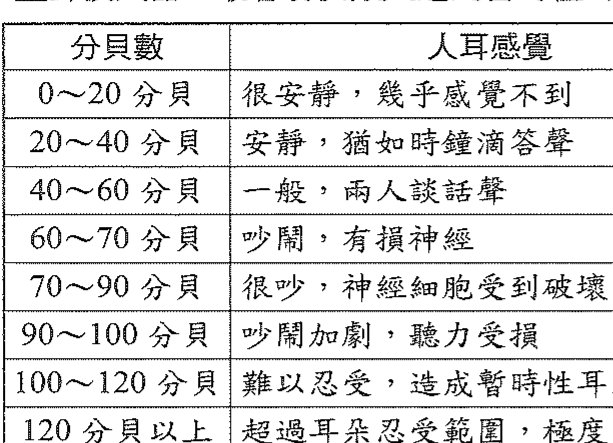 分貝數 人耳感覺
0～20 分貝 很安靜，幾乎感覺不到
20～40 分貝 安靜，猶如時鐘滴答聲
40～60 分貝 一般，兩人談話聲
60～70 分貝 吵鬧，有損神經
70～90 分貝 很吵，神經細胞受到破壞
90～100 分貝 吵鬧加劇，聽力受損
100～120 分貝 難以忍受，造成暫時性耳
120 分貝以上 超過耳朵忍受範圍，極度